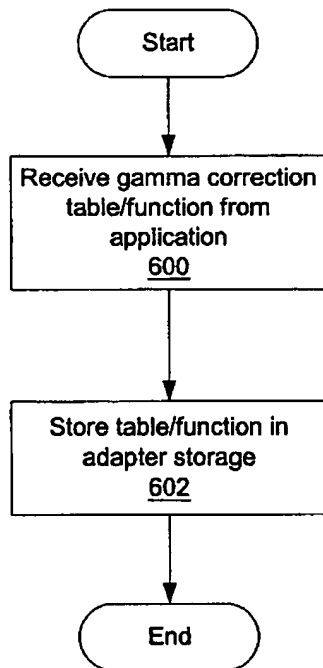 Start
Receive gamma correction
table/function from
application
600
Store table/function in
adapter storage
602
End